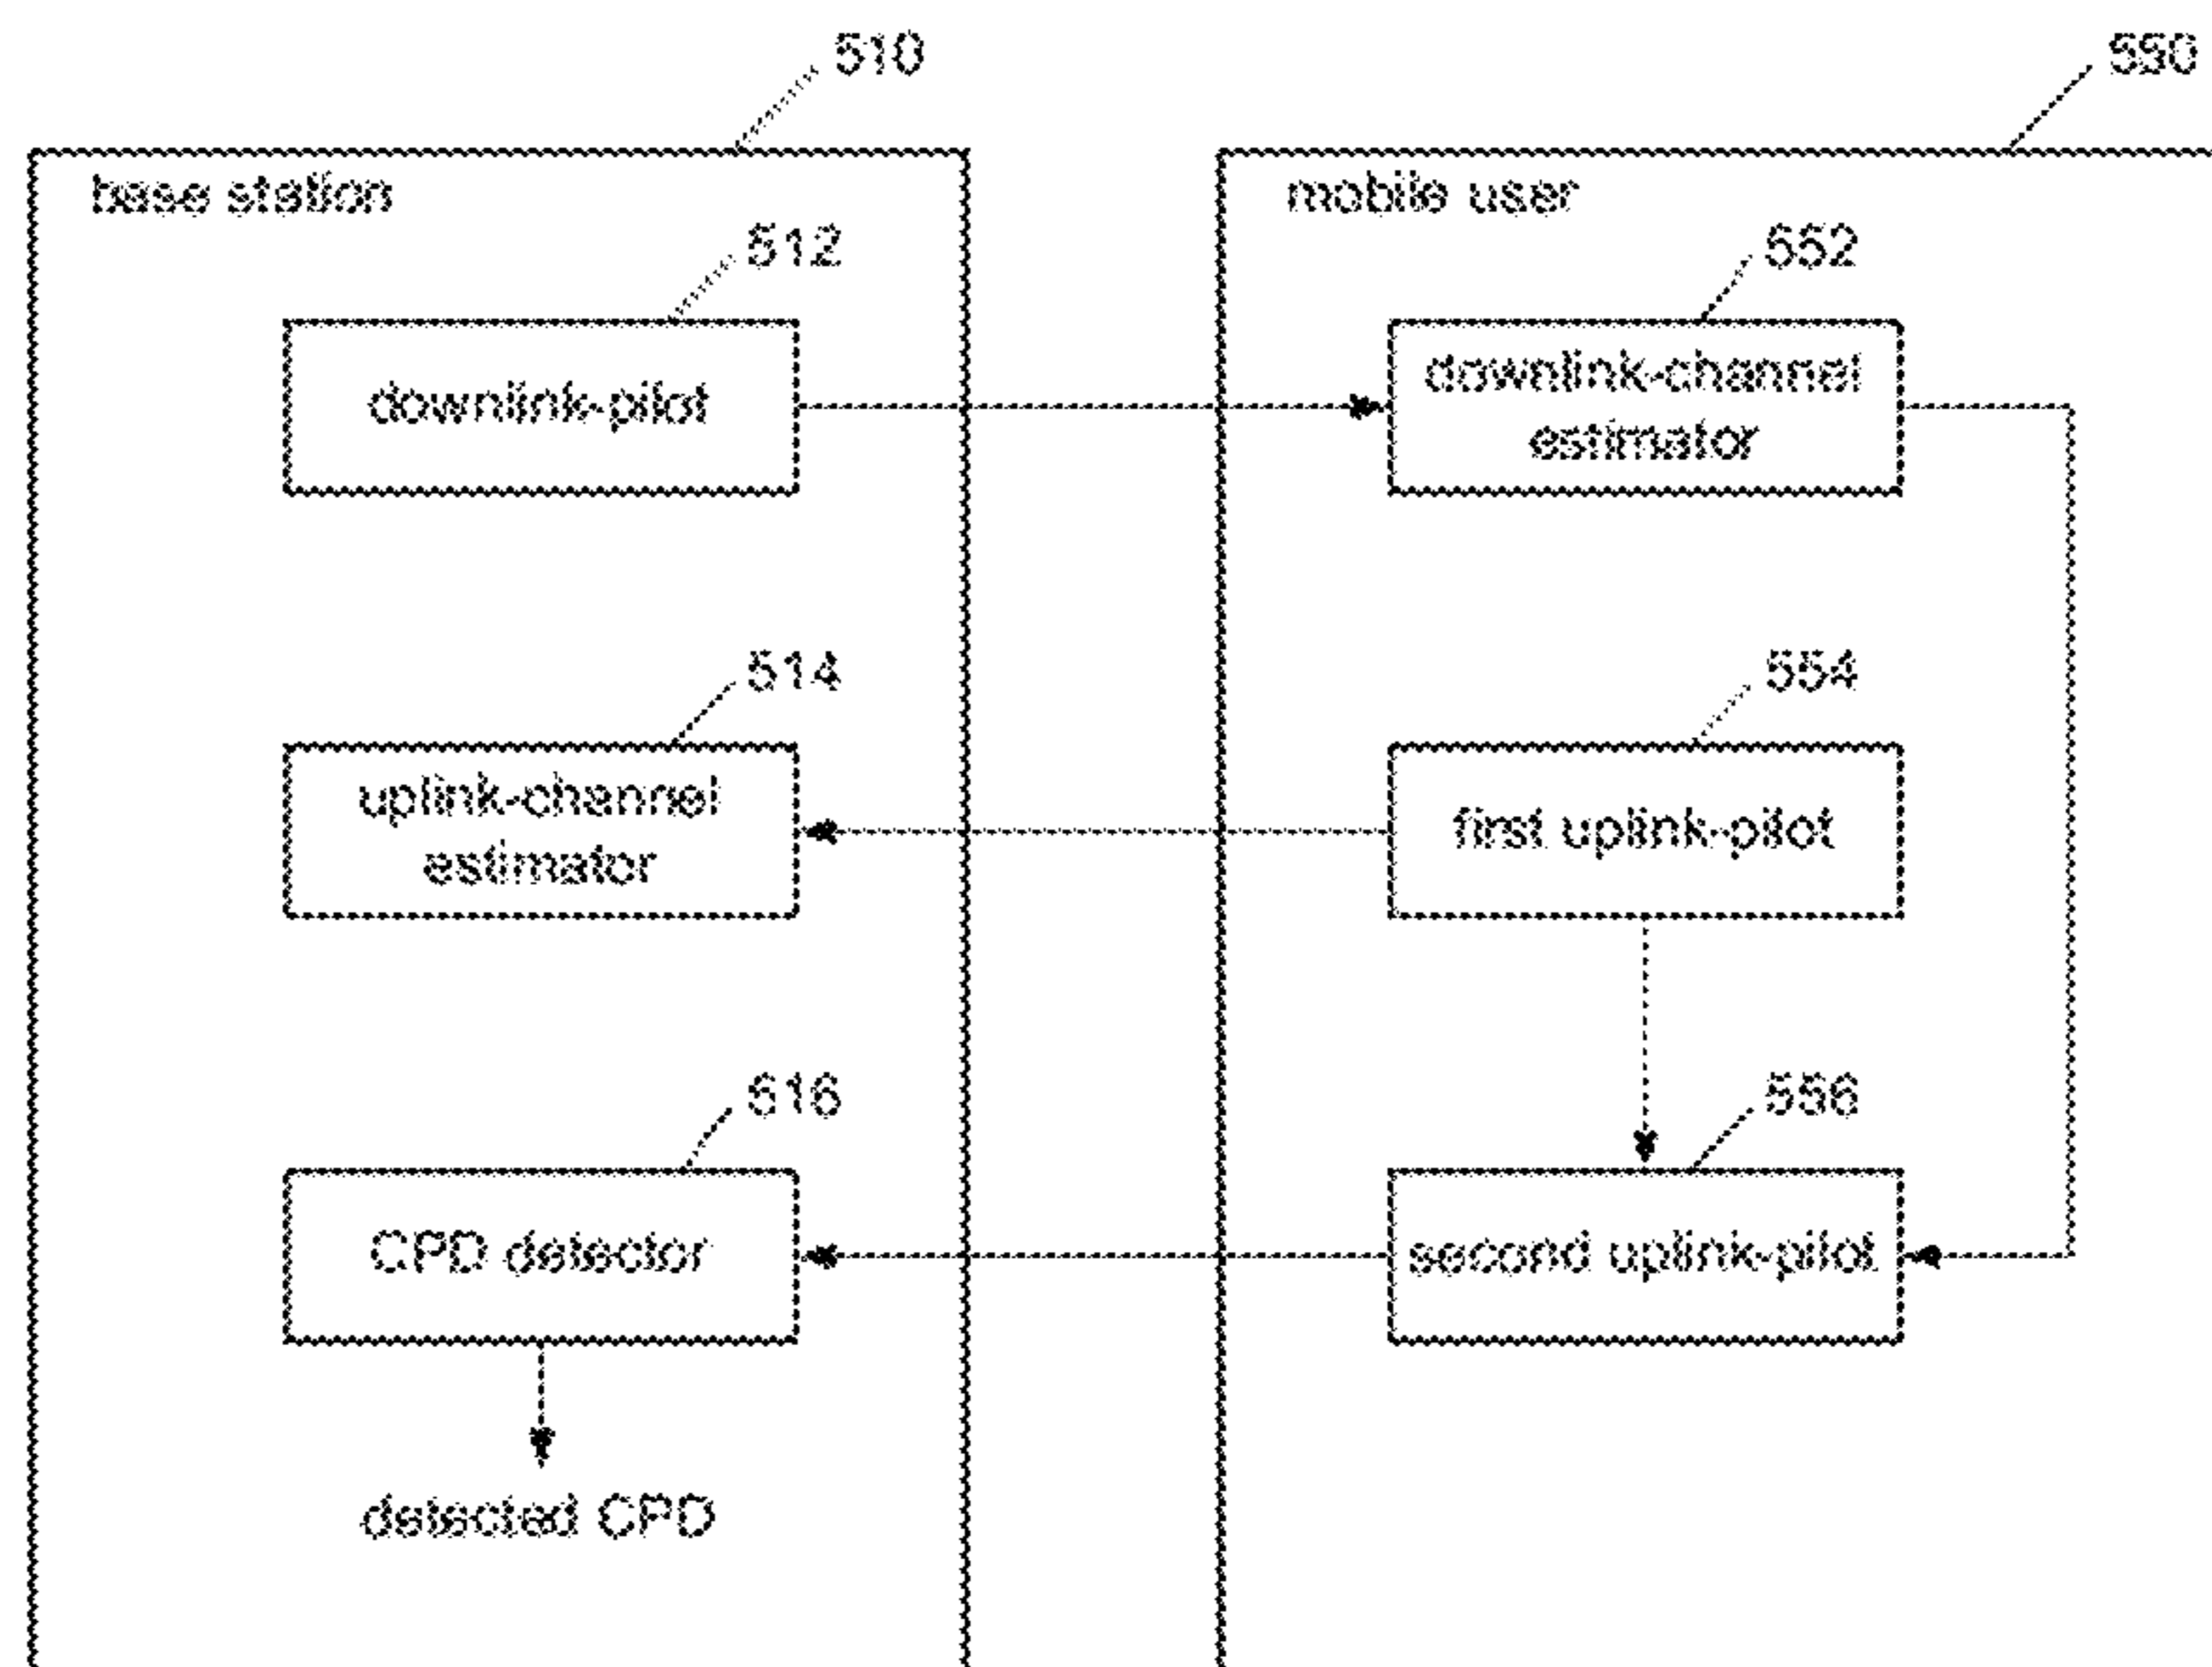 510
550
base station
mobile user
512
552
downlink-pilot
downlink-channel
estimator
514
554
uplink-channel
estimator
first uplink-pilot
516
556
CPD detector
second uplink-pilot
detected CPD